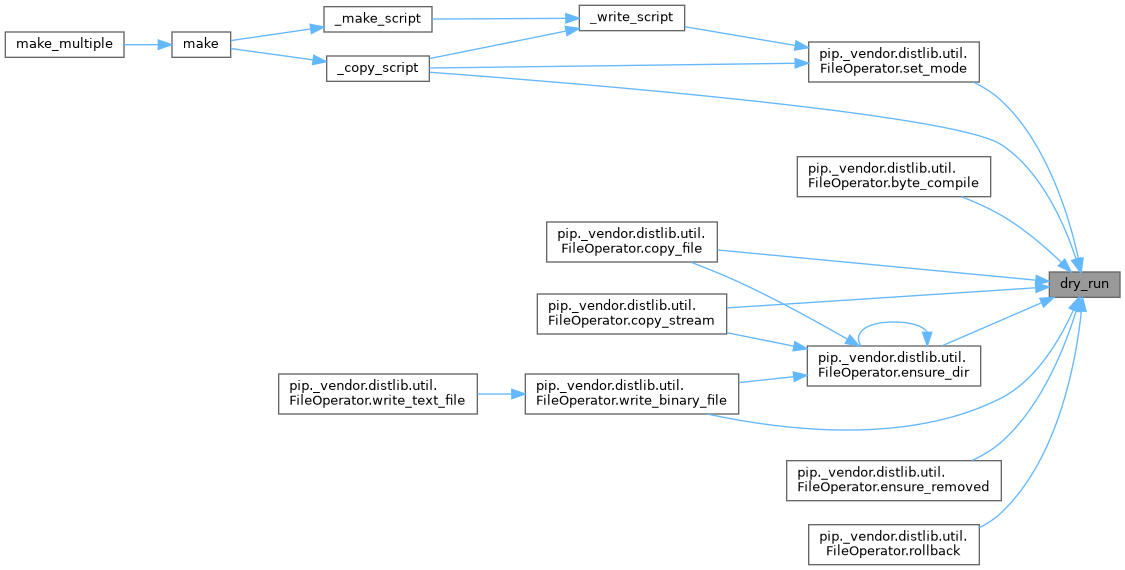 make_multiple
make
_make_script
_copy_script
_write_script
pip._vendor.distlib.util.
FileOperator.set_mode
pip._vendor.distlib.util.
FileOperator.byte_compile
pip._vendor.distlib.util.
FileOperator.copy_file
dry_run
pip._vendor.distlib.util.
FileOperator.copy_stream
pip._vendor.distlib.util.
FileOperator.ensure_dir
pip._vendor.distlib.util.
FileOperator.write_text_file
pip._vendor.distlib.util.
FileOperator.write_binary_file
pip._vendor.distlib.util.
FileOperator.ensure_removed
pip._vendor.distlib.util.
FileOperator.rollback